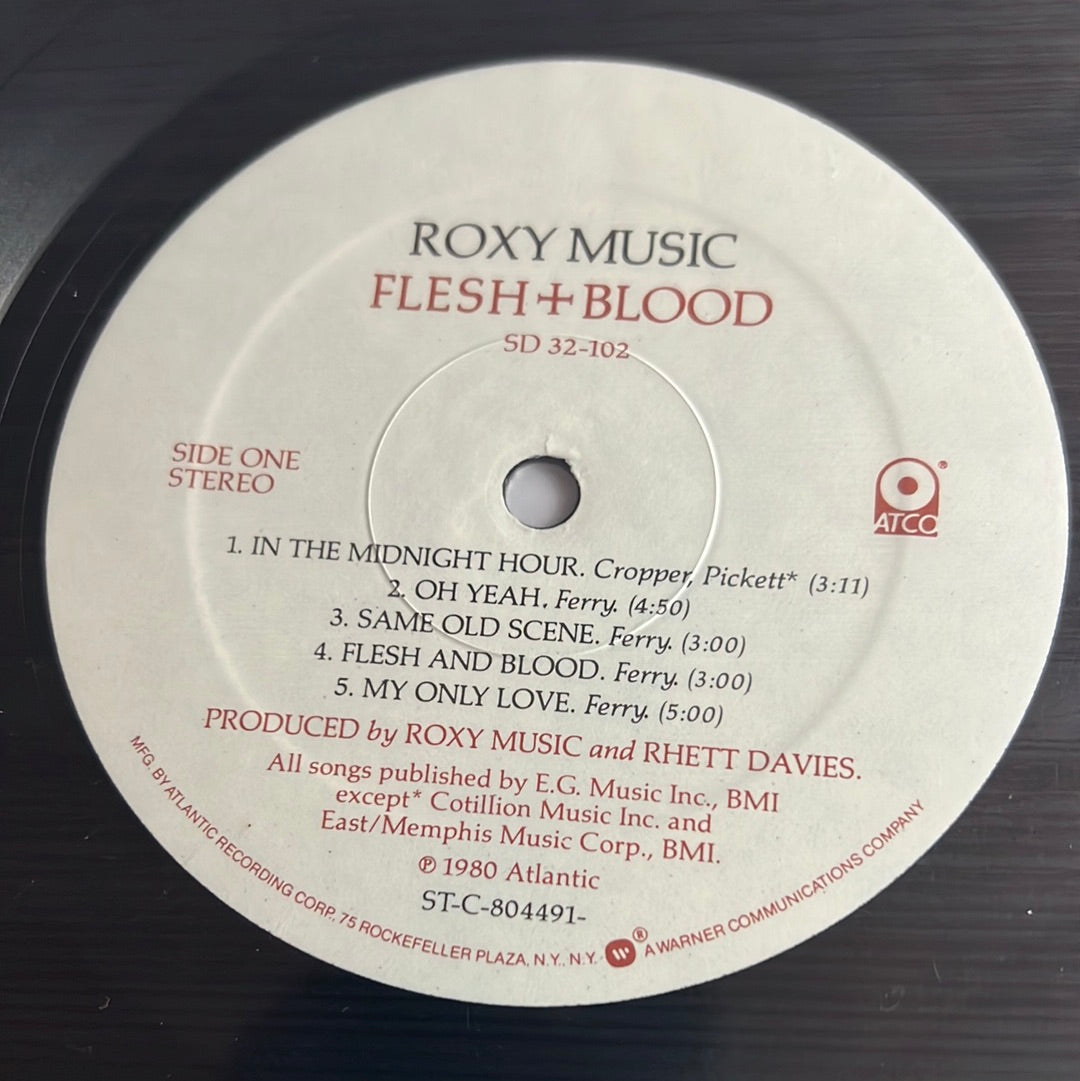 ROXY MUSIC
FLESH+BLOOD
SD 32-102
SIDE ONE
STEREO
ATCO®
1. IN THE MIDNIGHT HOUR. Cropper, Pickett* (3:11)
2. OH YEAH. Ferry. (4:50)
3. SAME OLD SCENE. Ferry. (3:00)
4. FLESH AND BLOOD. Ferry. (3:00)
5. MY ONLY LOVE. Ferry. (5:00)
PRODUCED by ROXY MUSIC and RHETT DAVIES.
All songs published by E.G. Music Inc., BMI
except* Cotillion Music Inc. and
East/Memphis Music Corp., BMI.
℗ 1980 Atlantic
ST-C-804491-
MFG. BY ATLANTIC RECORDING CORP., 75 ROCKEFELLER PLAZA, N.Y., N.Y. ® A WARNER COMMUNICATIONS COMPANY